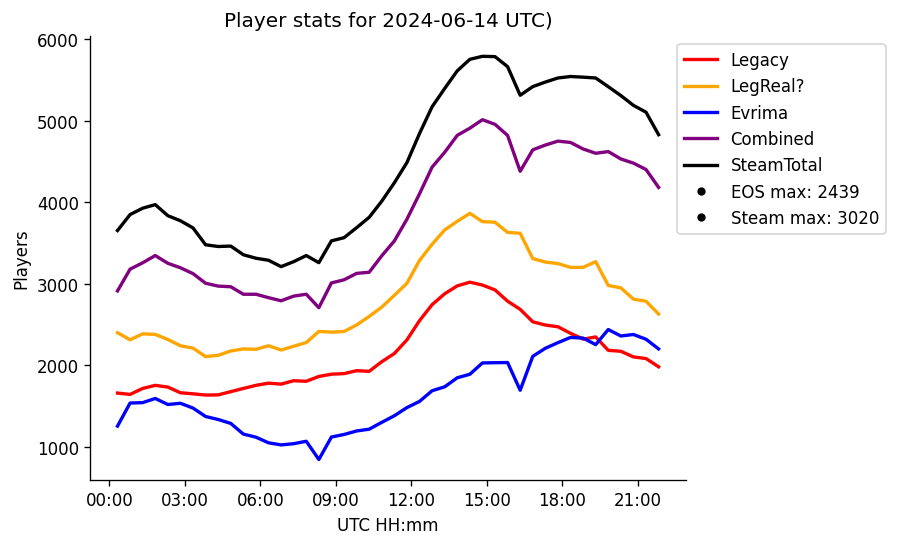 Player stats for 2024-06-14 UTC)
6000
5000
4000
3000
2000
1000
Players
00:00 03:00 06:00 09:00 12:00 15:00 18:00 21:00
UTC HH:mm
Legacy
LegReal?
Evrima
Combined
SteamTotal
EOS max: 2439
Steam max: 3020